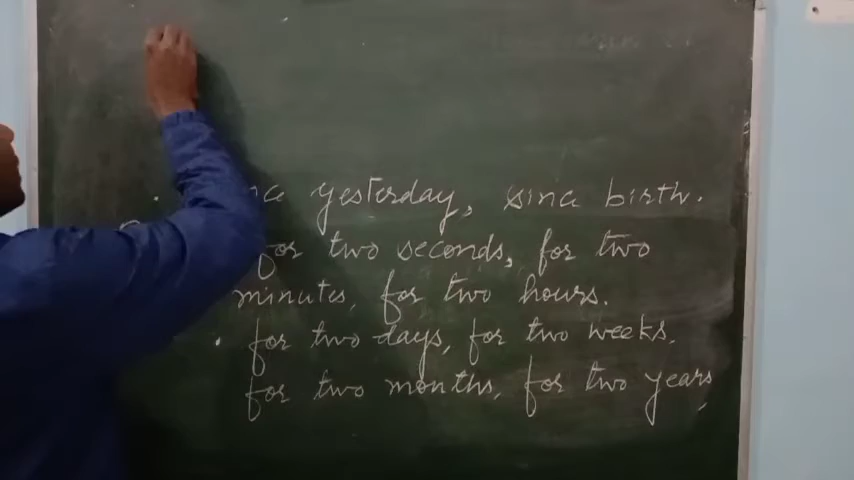 yesterday, since birth.
for two seconds, for two
minutes, for two hours.
for two days, for two weeks.
for two months, for two years,